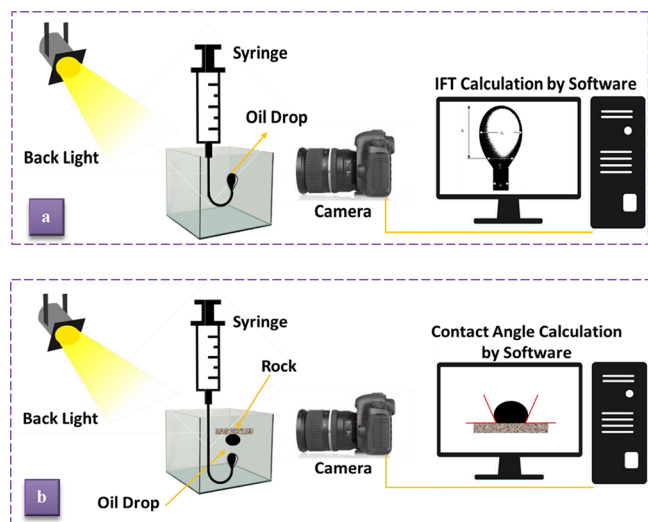 Syringe
IFT Calculation by Software
Oil Drop
Back Light
Camera
a
Syringe
Contact Angle Calculation
by Software
Rock
Back Light
Camera
Oil Drop
b